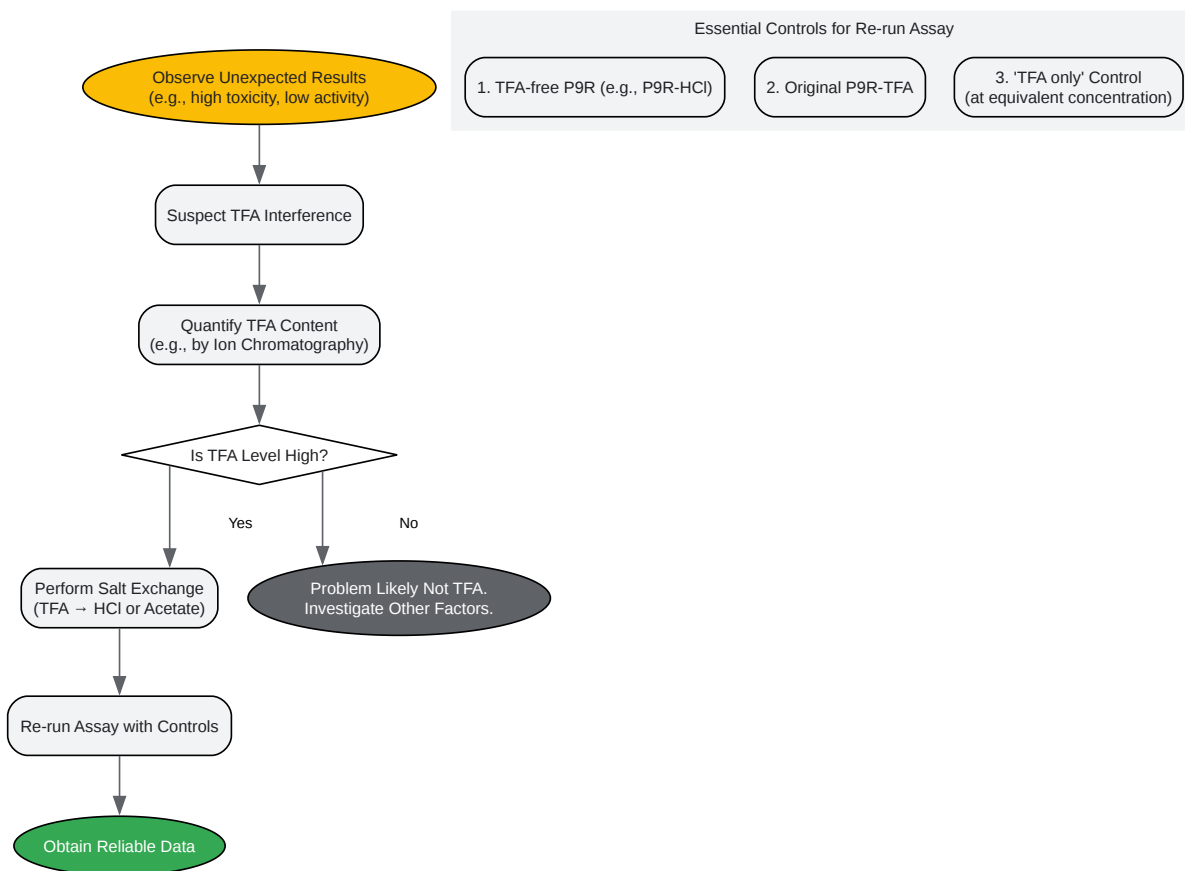 Essential Controls for Re-run Assay
Observe Unexpected Results
(e.g., high toxicity, low activity)
1. TFA-free P9R (e.g., P9R-HCl)
2. Original P9R-TFA
3. 'TFA only' Control
(at equivalent concentration)
Suspect TFA Interference
Quantify TFA Content
(e.g., by Ion Chromatography)
Is TFA Level High?
Yes
No
Perform Salt Exchange
(TFA → HCl or Acetate)
Problem Likely Not TFA.
Investigate Other Factors.
Re-run Assay with Controls
Obtain Reliable Data